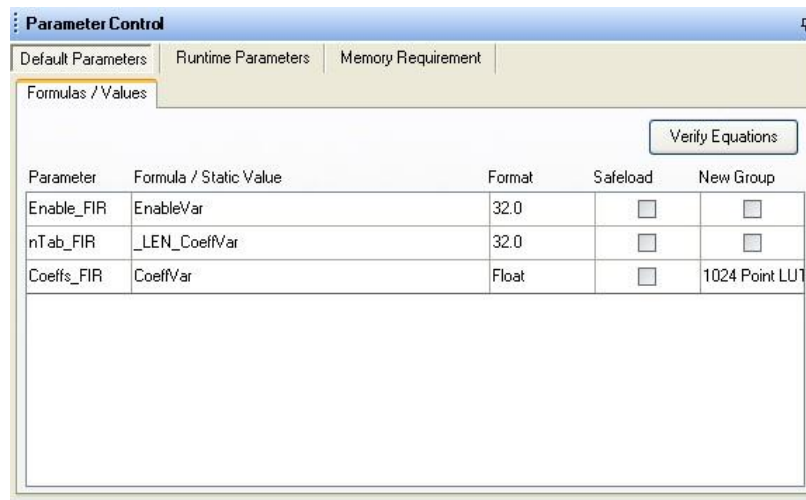 Parameter Control
Default Parameters Runtime Parameters Memory Requirement
Formulas / Values
Verify Equations
Parameter Formula / Static Value Format Safeload New Group
Enable_FIR EnableVar 32.0
nTab_FIR _LEN_CoeffVar 32.0
Coeffs_FIR CoeffVar Float 1024 Point LUT